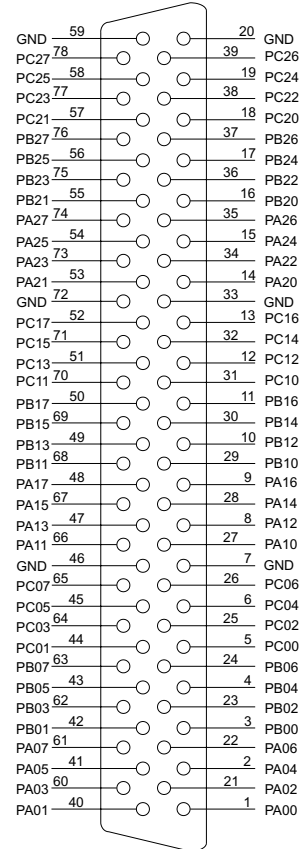 GND 59 20 GND
PC27 78 39 PC26
PC25 58 19 PC24
PC23 77 38 PC22
PC21 57 18 PC20
PB27 76 37 PB26
PB25 56 17 PB24
PB23 75 36 PB22
PB21 55 16 PB20
PA27 74 35 PA26
PA25 54 15 PA24
PA23 73 34 PA22
PA21 53 14 PA20
GND 72 33 GND
PC17 52 13 PC16
PC15 71 32 PC14
PC13 51 12 PC12
PC11 70 31 PC10
PB17 50 11 PB16
PB15 69 30 PB14
PB13 49 10 PB12
PB11 68 29 PB10
PA17 48 9 PA16
PA15 67 28 PA14
PA13 47 8 PA12
PA11 66 27 PA10
GND 46 7 GND
PC07 65 26 PC06
PC05 45 6 PC04
PC03 64 25 PC02
PC01 44 5 PC00
PB07 63 24 PB06
PB05 43 4 PB04
PB03 62 23 PB02
PB01 42 3 PB00
PA07 61 22 PA06
PA05 41 2 PA04
PA03 60 21 PA02
PA01 40 1 PA00